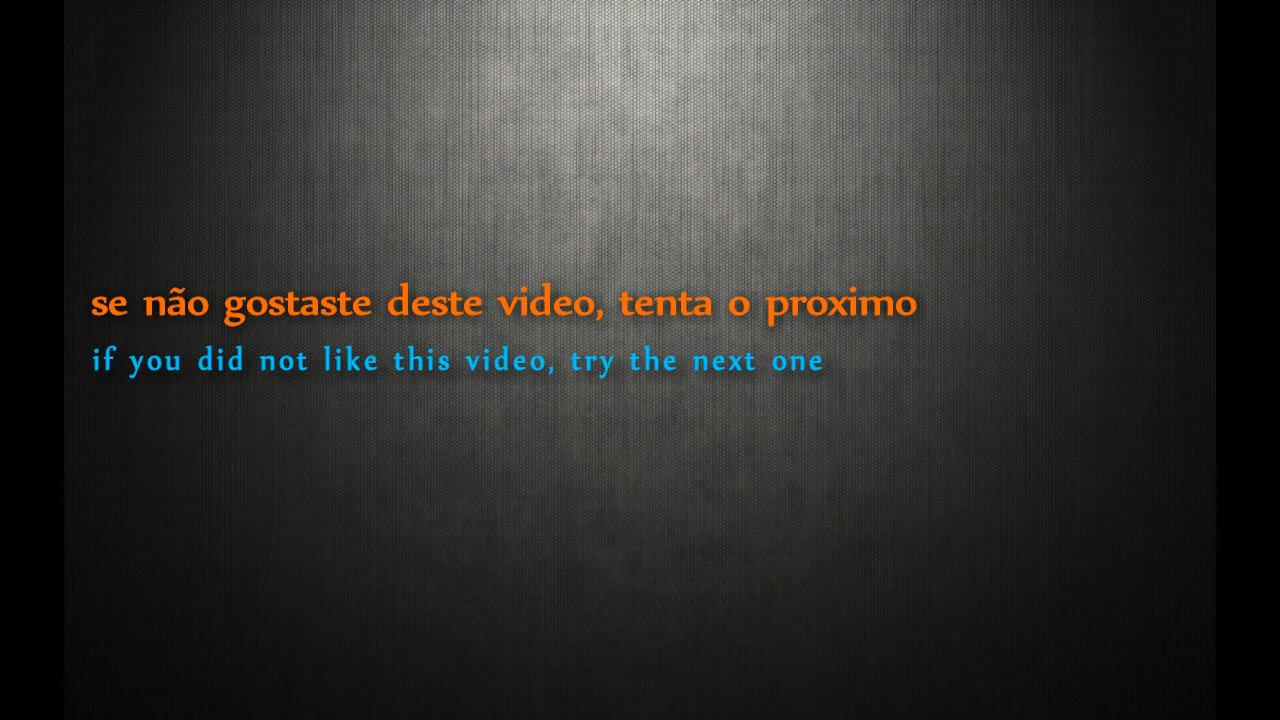 se não gostaste deste video, tenta o proximo
if you did not like this video, try the next one